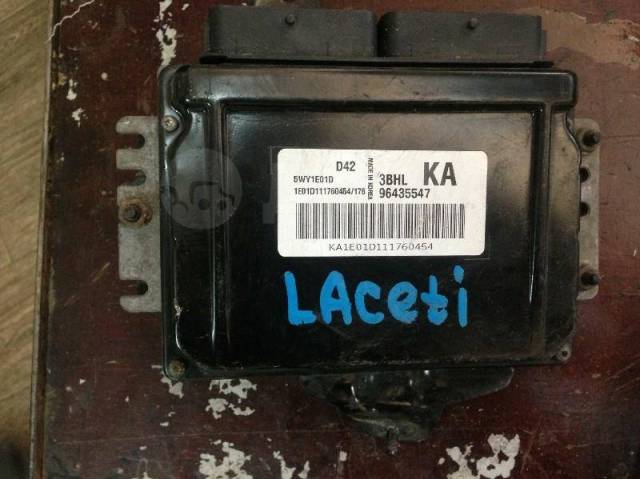 D42
5WY1E01D
1E01D111760454/176
MADE IN KOREA
3BHL KA
96435547
KA1E01D111760454
LAceti